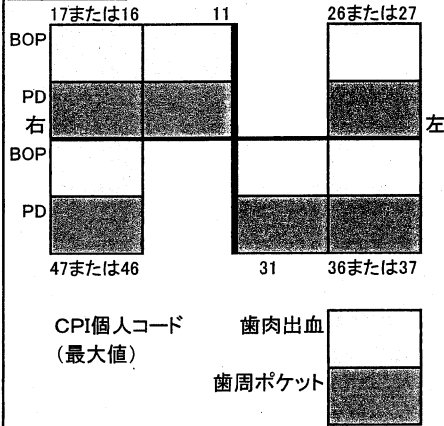 17または16 11 26または27
BOP
PD
右 左
BOP
PD
47または46 31 36または37
CPI個人コード 歯肉出血
(最大値)
歯周ポケット